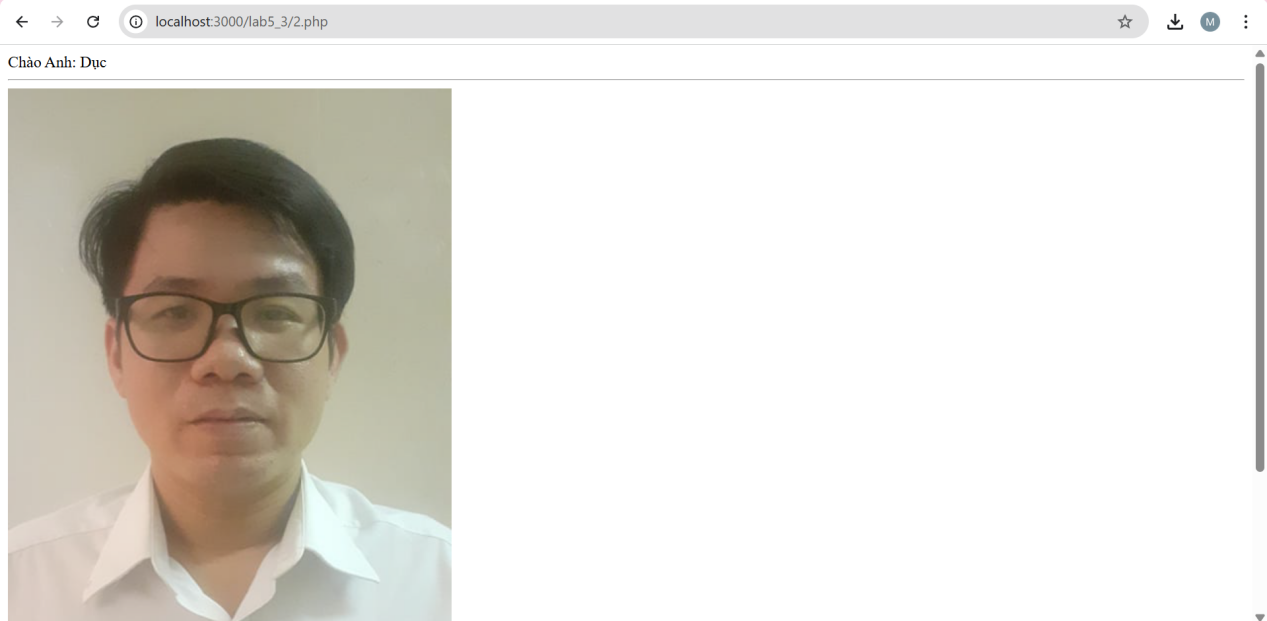 localhost:3000/lab5_3/2.php
M
Chào Anh: Dục